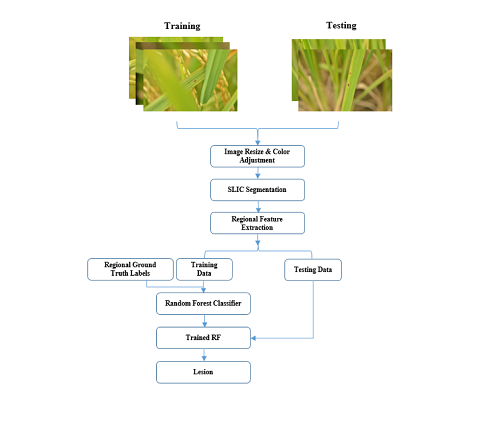 Training
Testing
Image Resize & Color
Adjustment
SLIC Segmentation
Regional Feature
Extraction
Regional Ground
Truth Labels
Training
Data
Testing Data
Random Forest Classifier
Trained RF
Lesion